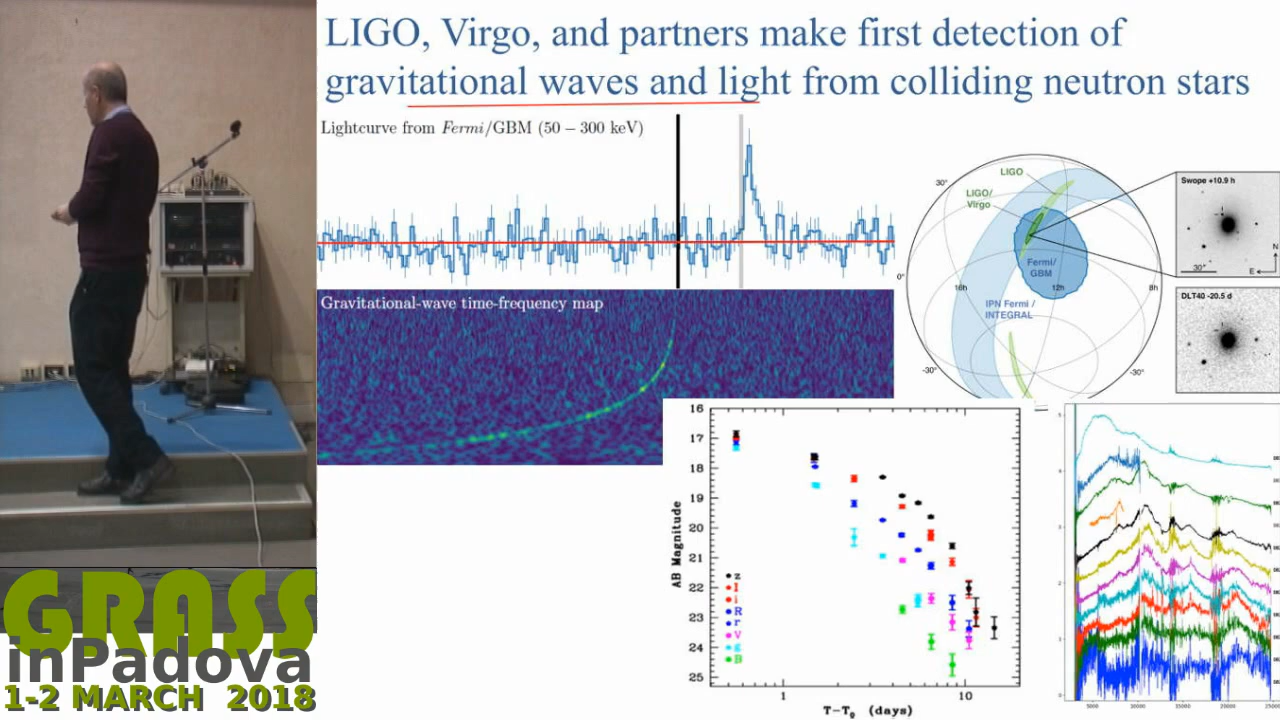 LIGO, Virgo, and partners make first detection of
gravitational waves and light from colliding neutron stars
Lightcurve from Fermi/GBM (50 – 300 keV)
Gravitational-wave time-frequency map
LIGO
LIGO/
Virgo
Fermi/
GBM
IPN Fermi /
INTEGRAL
30°
0°
-30°
-30°
16h
12h
8h
Swope +10.9 h
30"
N
E
DLT40 -20.5 d
AB Magnitude
16
17
18
19
20
21
22
23
24
25
z
I
i
R
r
V
g
B
1
10
T-T0 (days)
GRASS
inPadova
1-2 MARCH 2018